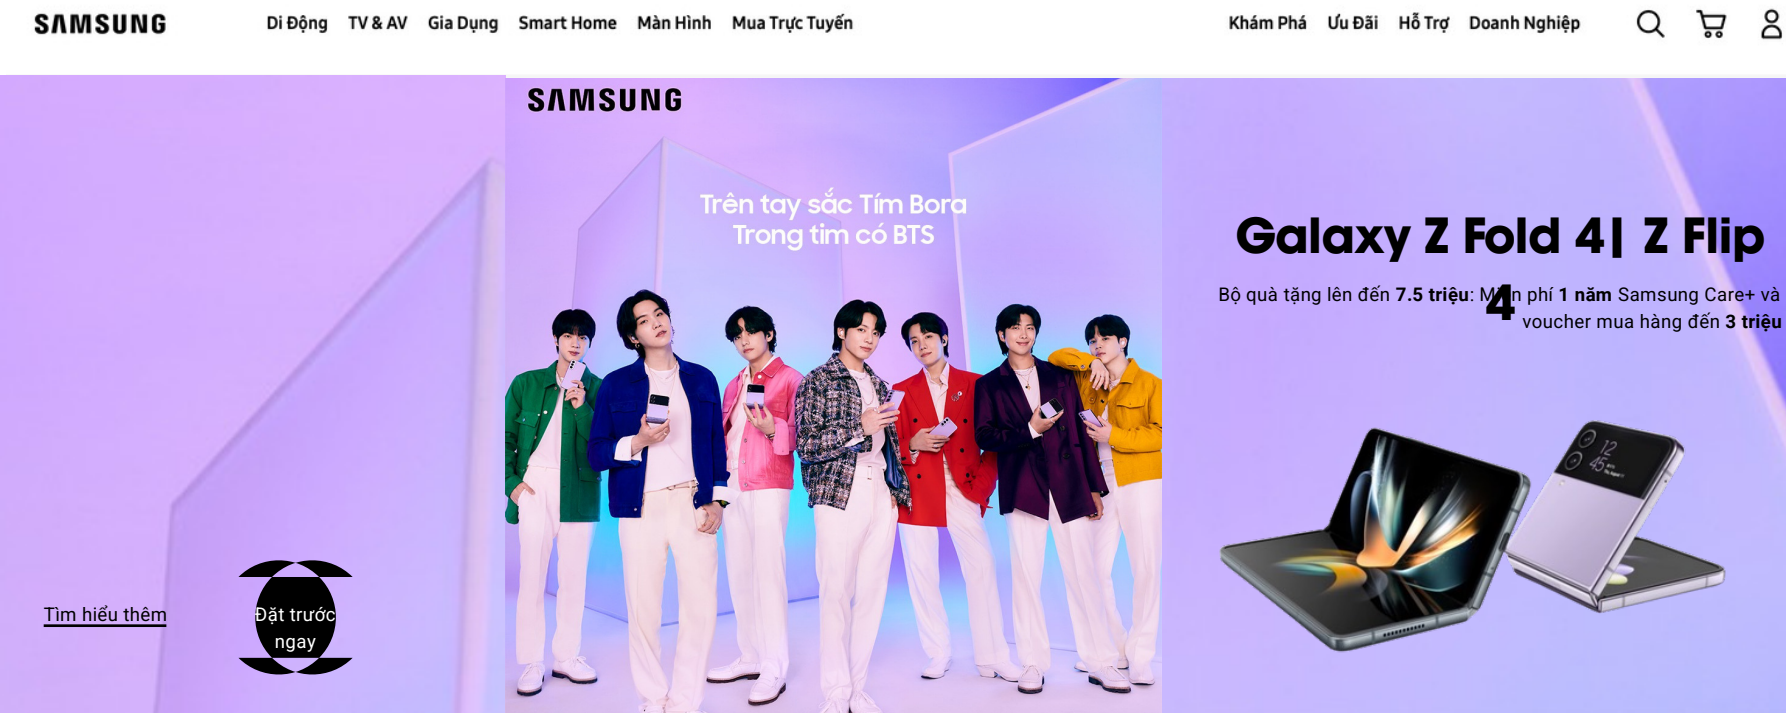 SAMSUNG
Di Động TV & AV Gia Dụng Smart Home Màn Hình Mua Trực Tuyến
Khám Phá Ưu Đãi Hỗ Trợ Doanh Nghiệp
SAMSUNG
Trên tay sắc Tím Bora
Trong tim có BTS
Galaxy Z Fold 4| Z Flip
4
Bộ quà tặng lên đến 7.5 triệu: phí 1 năm Samsung Care+ và
voucher mua hàng đến 3 triệu
12
45
Tìm hiểu thêm
Đặt trước
ngay